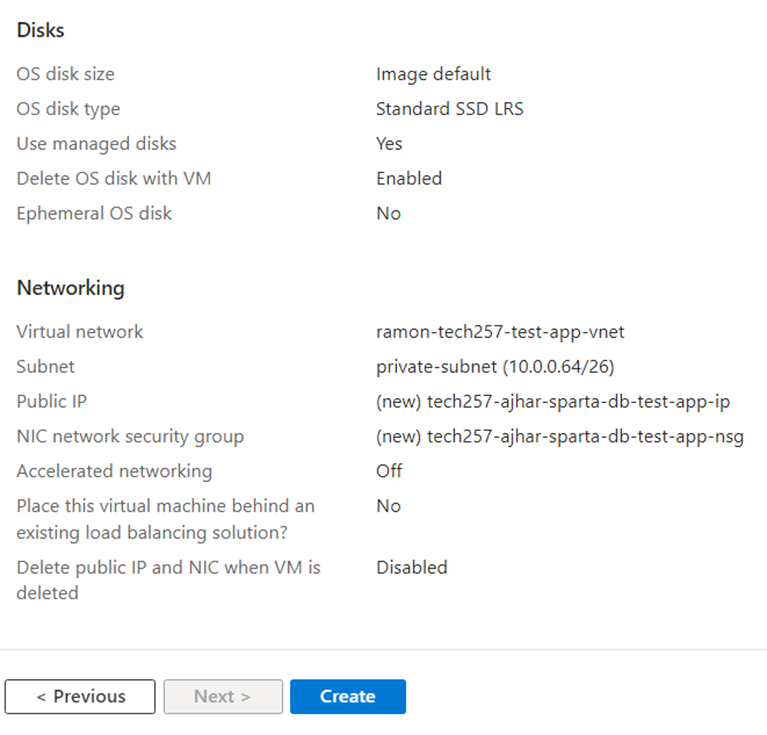 Disks
OS disk size Image default
OS disk type Standard SSD LRS
Use managed disks Yes
Delete OS disk with VM Enabled
Ephemeral OS disk No
Networking
Virtual network ramon-tech257-test-app-vnet
Subnet private-subnet (10.0.0.64/26)
Public IP (new) tech257-ajhar-sparta-db-test-app-ip
NIC network security group (new) tech257-ajhar-sparta-db-test-app-nsg
Accelerated networking Off
Place this virtual machine behind an No
existing load balancing solution?
Delete public IP and NIC when VM is Disabled
deleted
< Previous Next > Create